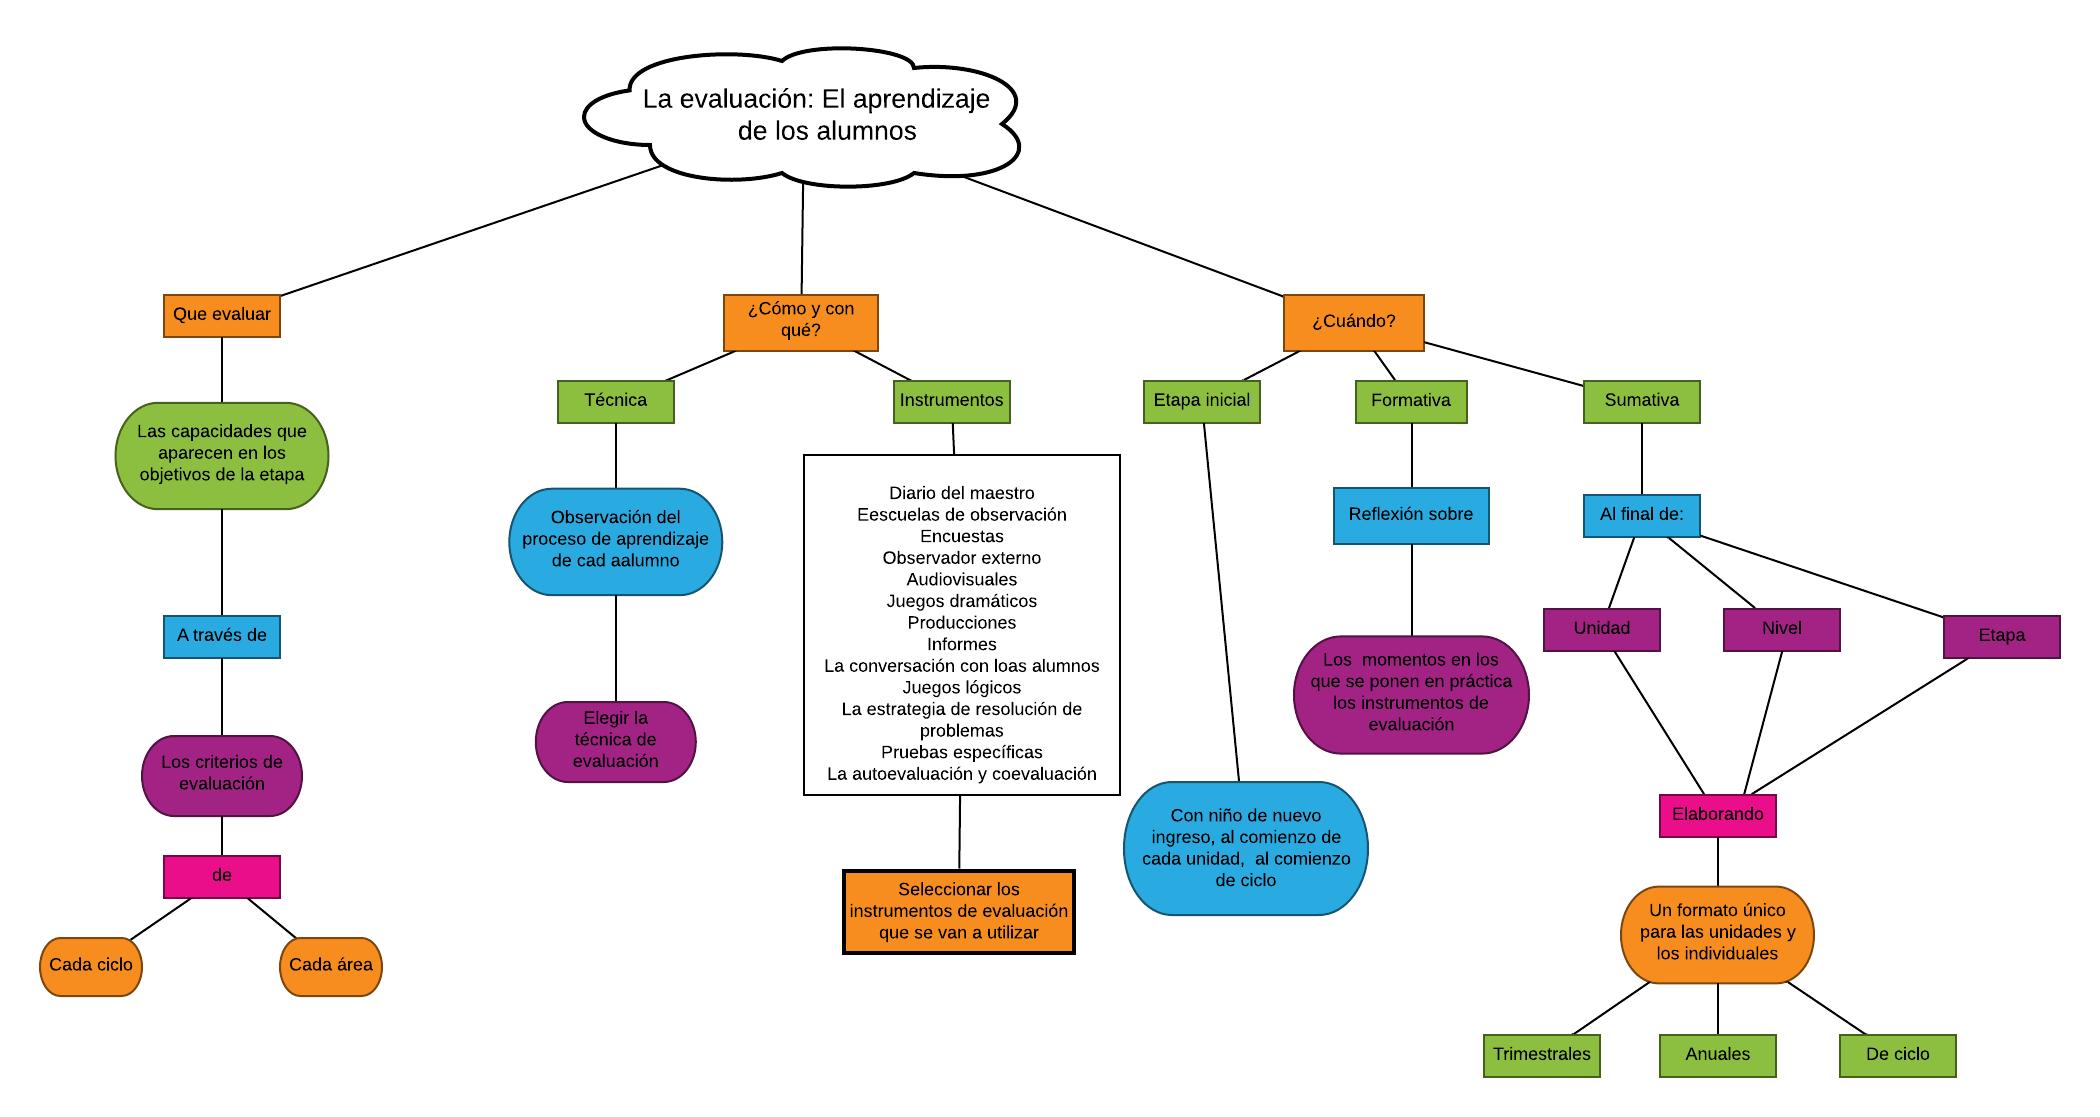 La evaluación: El aprendizaje
de los alumnos
Que evaluar
Las capacidades que
aparecen en los
objetivos de la etapa
A través de
Los criterios de
evaluación
de
Cada ciclo
Cada área
¿Cómo y con
qué?
Técnica
Observación del
proceso de aprendizaje
de cad aalumno
Elegir la
técnica de
evaluación
Instrumentos
Diario del maestro
Eescuelas de observación
Encuestas
Observador externo
Audiovisuales
Juegos dramáticos
Producciones
Informes
La conversación con loas alumnos
Juegos lógicos
La estrategia de resolución de
problemas
Pruebas específicas
La autoevaluación y coevaluación
Seleccionar los
instrumentos de evaluación
que se van a utilizar
¿Cuándo?
Etapa inicial
Con niño de nuevo
ingreso, al comienzo de
cada unidad,  al comienzo
de ciclo
Formativa
Reflexión sobre
Los  momentos en los
que se ponen en práctica
los instrumentos de
evaluación
Sumativa
Al final de:
Unidad
Nivel
Etapa
Elaborando
Un formato único
para las unidades y
los individuales
Trimestrales
Anuales
De ciclo